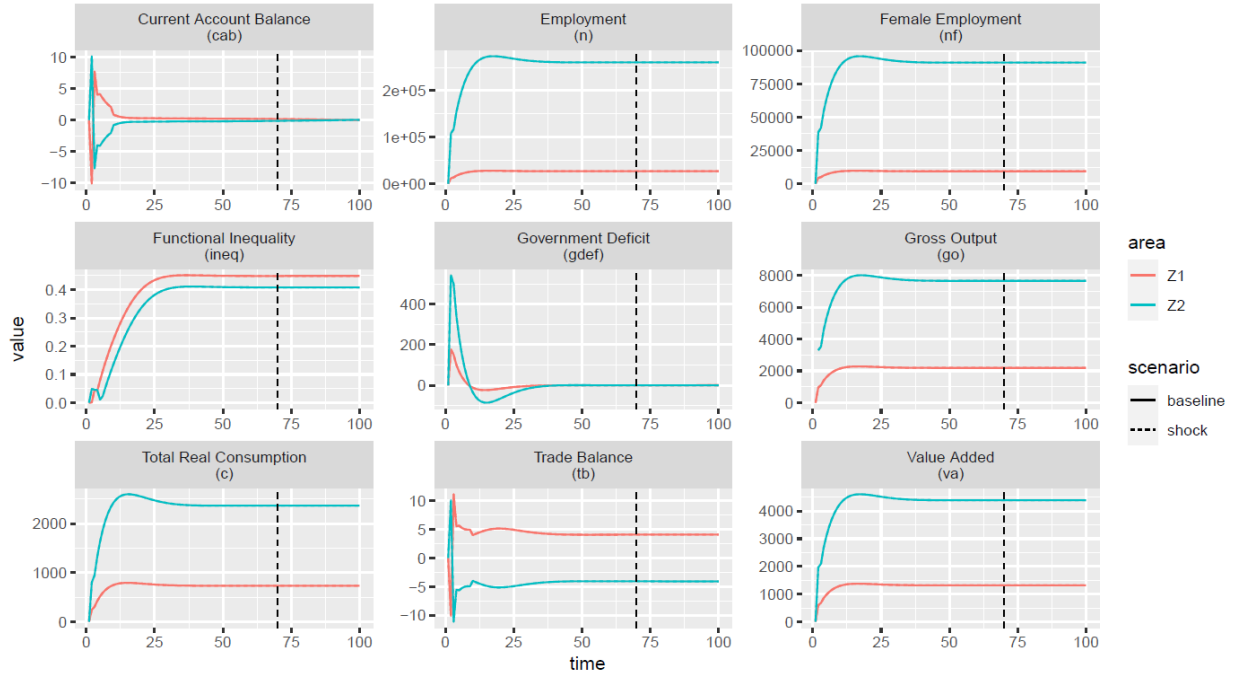 Current Account Balance
(cab)
10
5
0
−5
−10
0 25 50 75 100
Employment
(n)
2e+05
1e+05
0e+00
0 25 50 75 100
Female Employment
(nf)
100000
75000
50000
25000
0
0 25 50 75 100
Functional Inequality
(ineq)
0.4
0.3
0.2
0.1
0.0
0 25 50 75 100
Government Deficit
(gdef)
400
200
0
0 25 50 75 100
Gross Output
(go)
8000
6000
4000
2000
0
0 25 50 75 100
Total Real Consumption
(c)
2000
1000
0
0 25 50 75 100
Trade Balance
(tb)
10
5
0
−5
−10
0 25 50 75 100
Value Added
(va)
4000
3000
2000
1000
0
0 25 50 75 100
value
time
area
Z1
Z2
scenario
baseline
shock